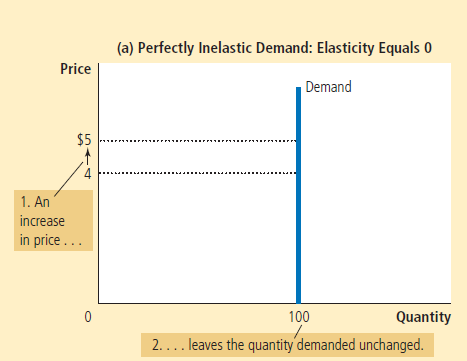 (a) Perfectly Inelastic Demand: Elasticity Equals 0
Price
Demand
$5
4
1. An
increase
in price . . .
0
100
Quantity
2. . . . leaves the quantity demanded unchanged.